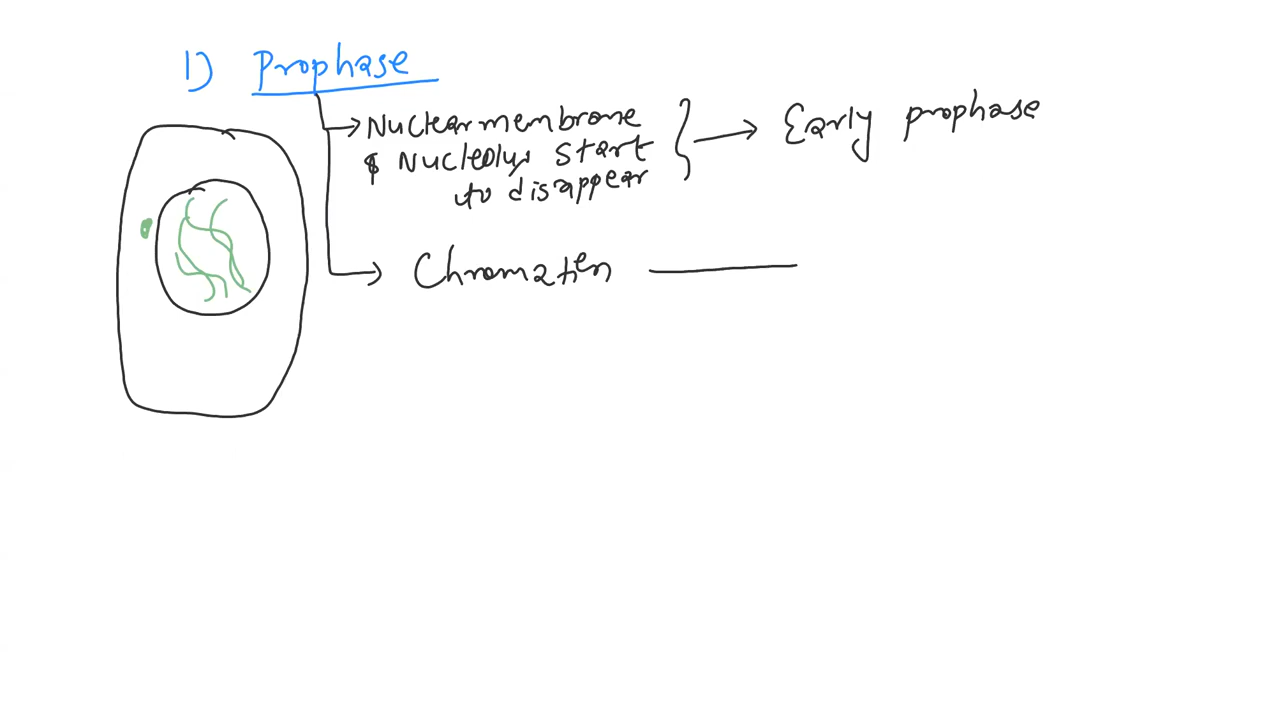 1) Prophase
Nuclear membrane
& Nucleolus start
to disappear
Early prophase
Chromatin